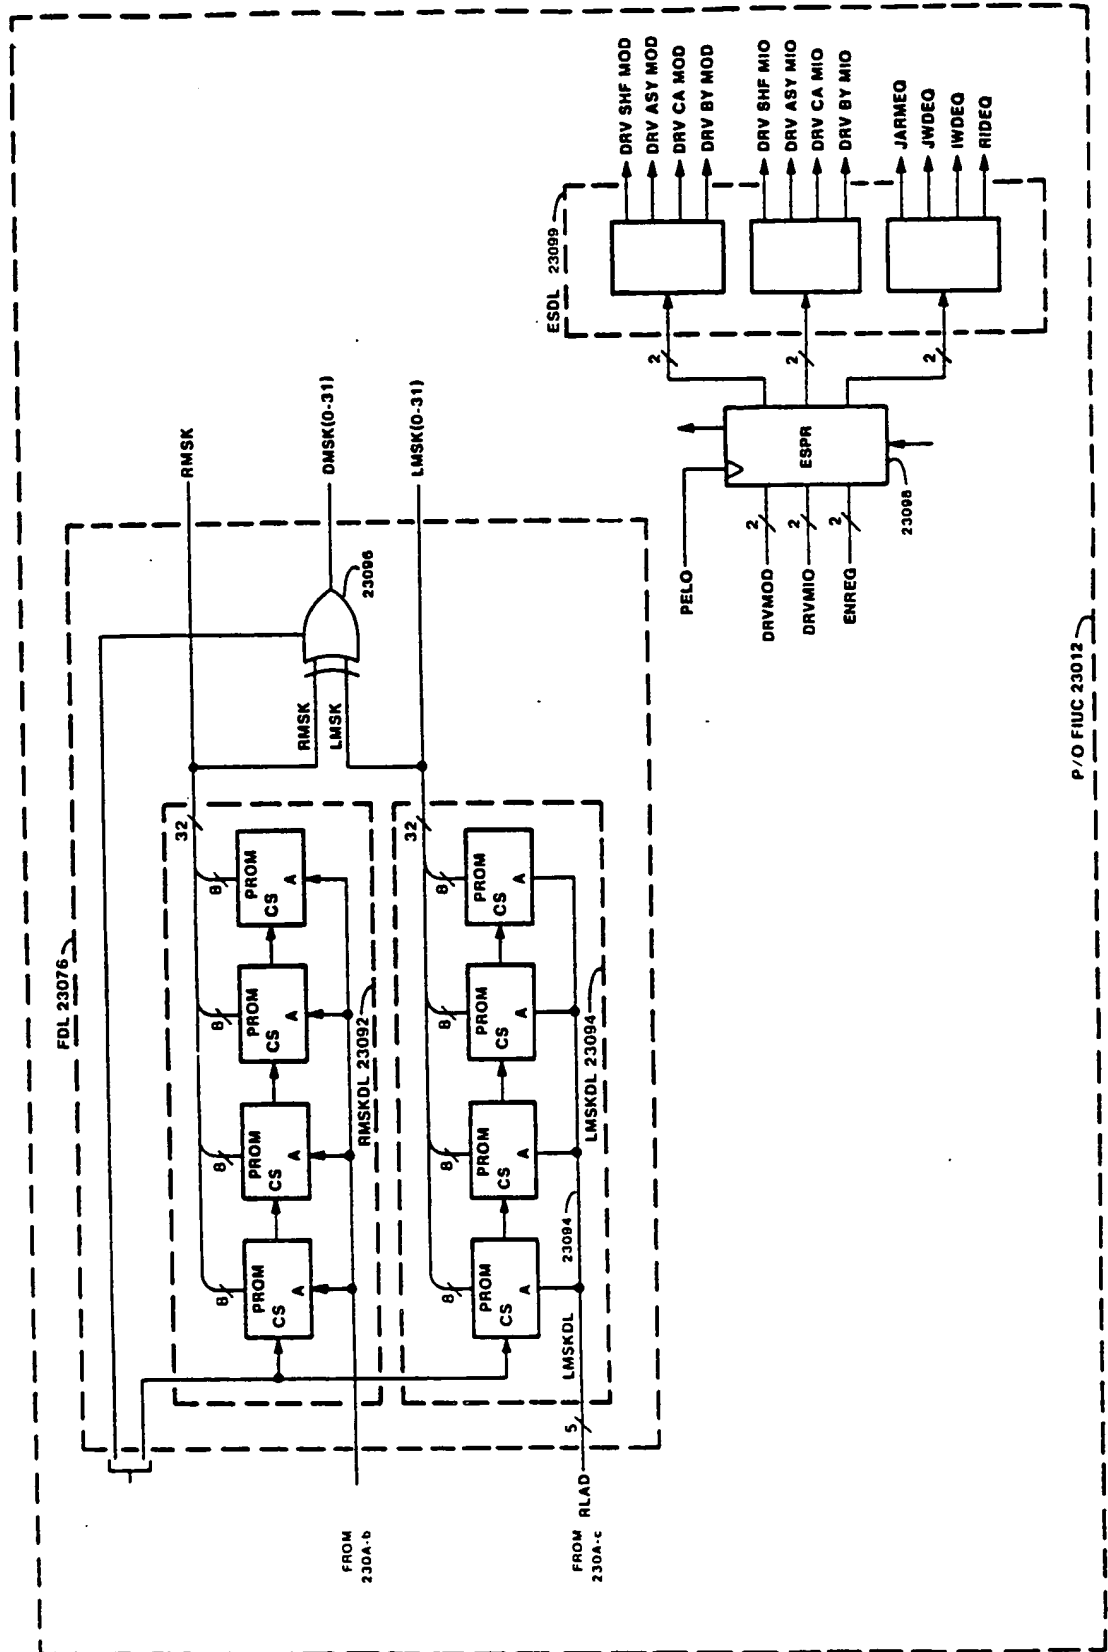 FDL 23076
RMSK
DMSK(0-31)
LMSK(0-31)
23096
RMSK
LMSK
32
8
8
8
8
PROM
CS
A
PROM
CS
A
PROM
CS
A
PROM
CS
A
RMSKDL 23092
32
8
8
8
8
PROM
CS
A
PROM
CS
A
PROM
CS
A
PROM
CS
A
LMSKDL 23094
LMSKDL
23094
5
FROM
230A-b
RLAD
FROM
230A-c
ESDL 23099
DRV SHF MOD
DRV ASY MOD
DRV CA MOD
DRV BY MOD
DRV SHF MIO
DRV ASY MIO
DRV CA MIO
DRV BY MIO
JARMEQ
JWDEQ
IWDEQ
RIDEQ
2
2
2
ESPR
23098
PELO
2
2
2
DRVMOD
DRVMIO
ENREG
P/O FIUC 23012